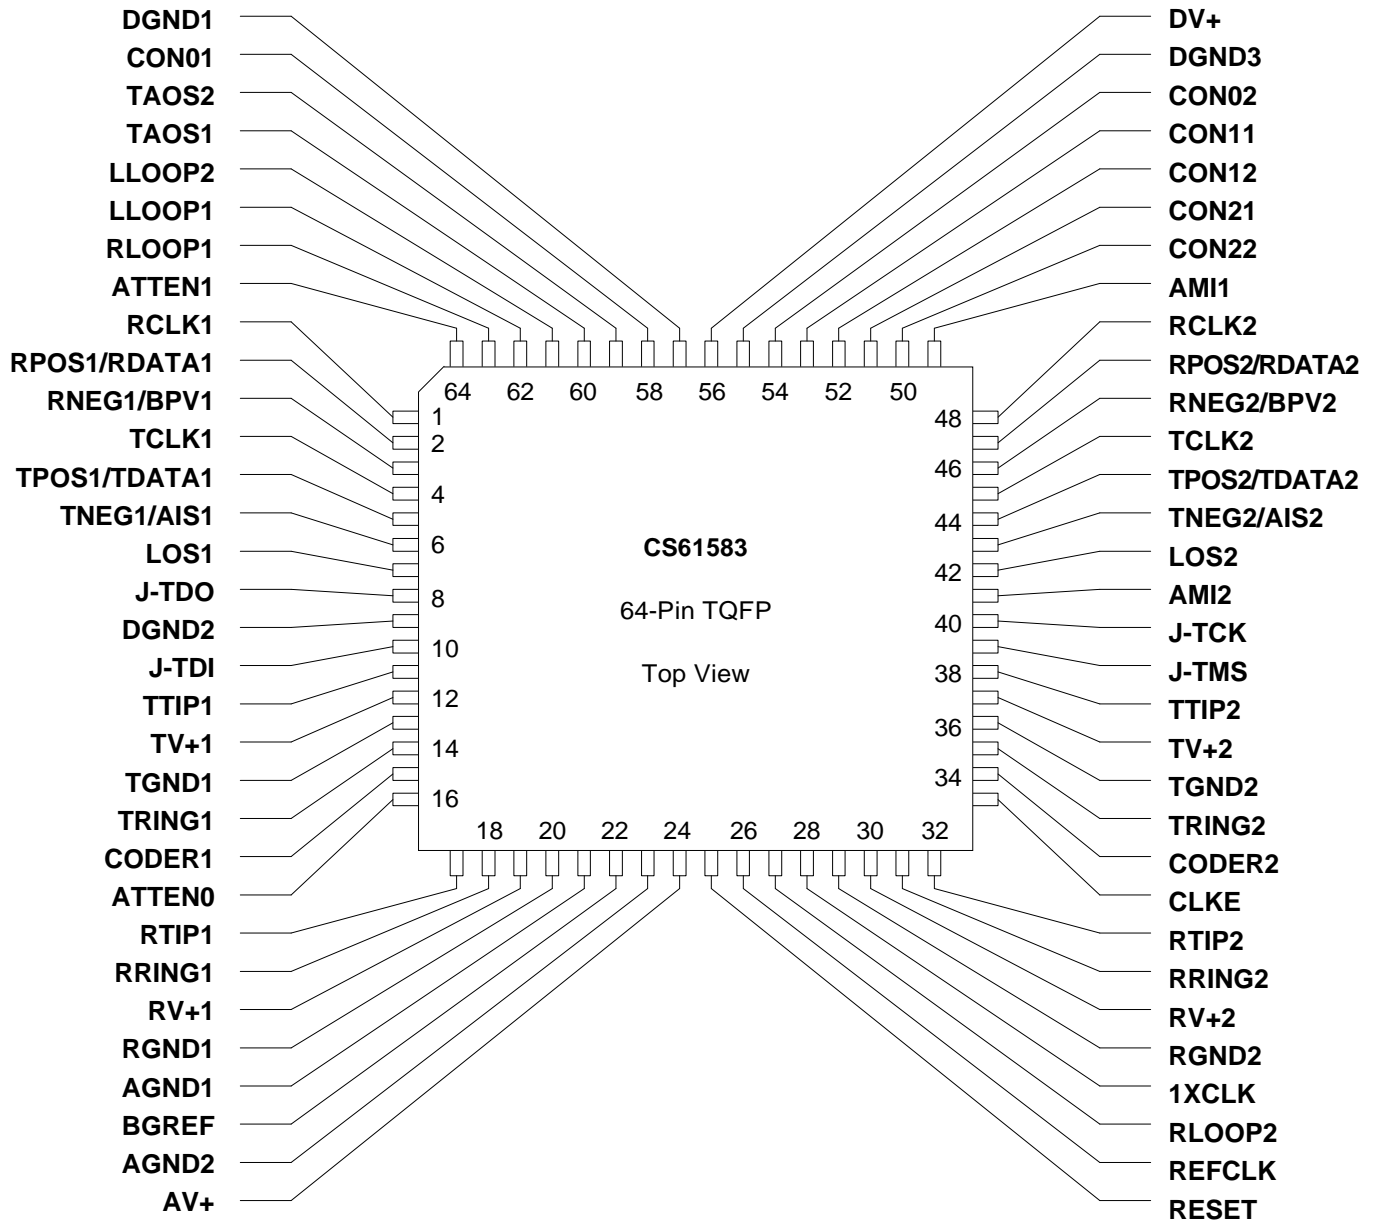 DGND1
CON01
TAOS2
TAOS1
LLOOP2
LLOOP1
RLOOP1
ATTEN1
RCLK1
RPOS1/RDATA1
RNEG1/BPV1
TCLK1
TPOS1/TDATA1
TNEG1/AIS1
LOS1
J-TDO
DGND2
J-TDI
TTIP1
TV+1
TGND1
TRING1
CODER1
ATTEN0
RTIP1
RRING1
RV+1
RGND1
AGND1
BGREF
AGND2
AV+
64 62 60 58 56 54 52 50
1
2
4
6
8
10
12
14
16
CS61583
64-Pin TQFP
Top View
48
46
44
42
40
38
36
34
18 20 22 24 26 28 30 32
DV+
DGND3
CON02
CON11
CON12
CON21
CON22
AMI1
RCLK2
RPOS2/RDATA2
RNEG2/BPV2
TCLK2
TPOS2/TDATA2
TNEG2/AIS2
LOS2
AMI2
J-TCK
J-TMS
TTIP2
TV+2
TGND2
TRING2
CODER2
CLKE
RTIP2
RRING2
RV+2
RGND2
1XCLK
RLOOP2
REFCLK
RESET